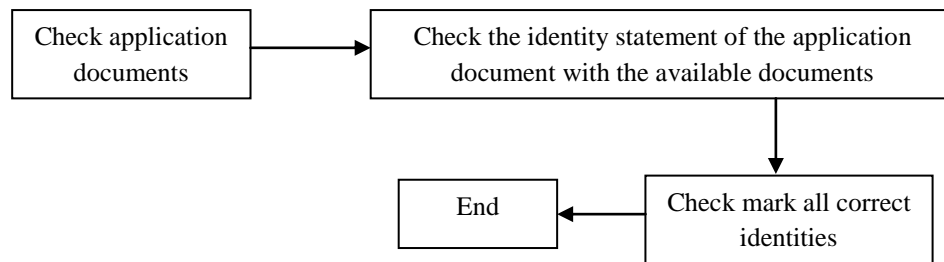 Check application
documents
Check the identity statement of the application
document with the available documents
Check mark all correct
identities
End